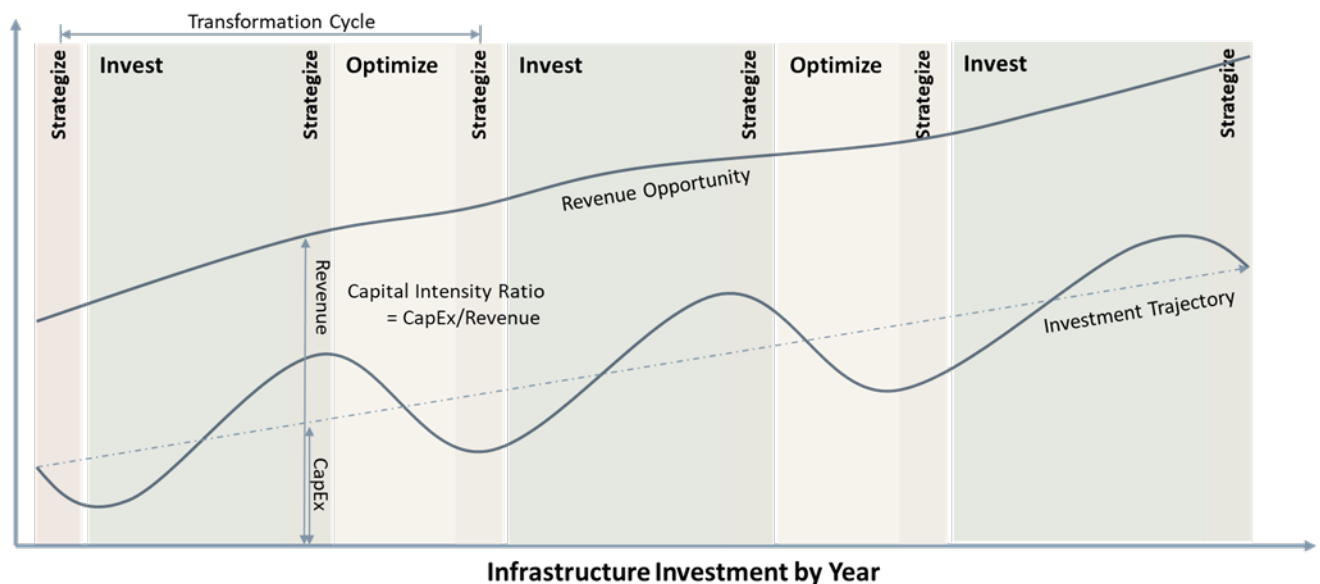 Transformation Cycle
Strategize
Invest
Strategize
Optimize
Strategize
Invest
Strategize
Optimize
Strategize
Invest
Strategize
Revenue Opportunity
Revenue
Capital Intensity Ratio
= CapEx/Revenue
Investment Trajectory
CapEx
Infrastructure Investment by Year